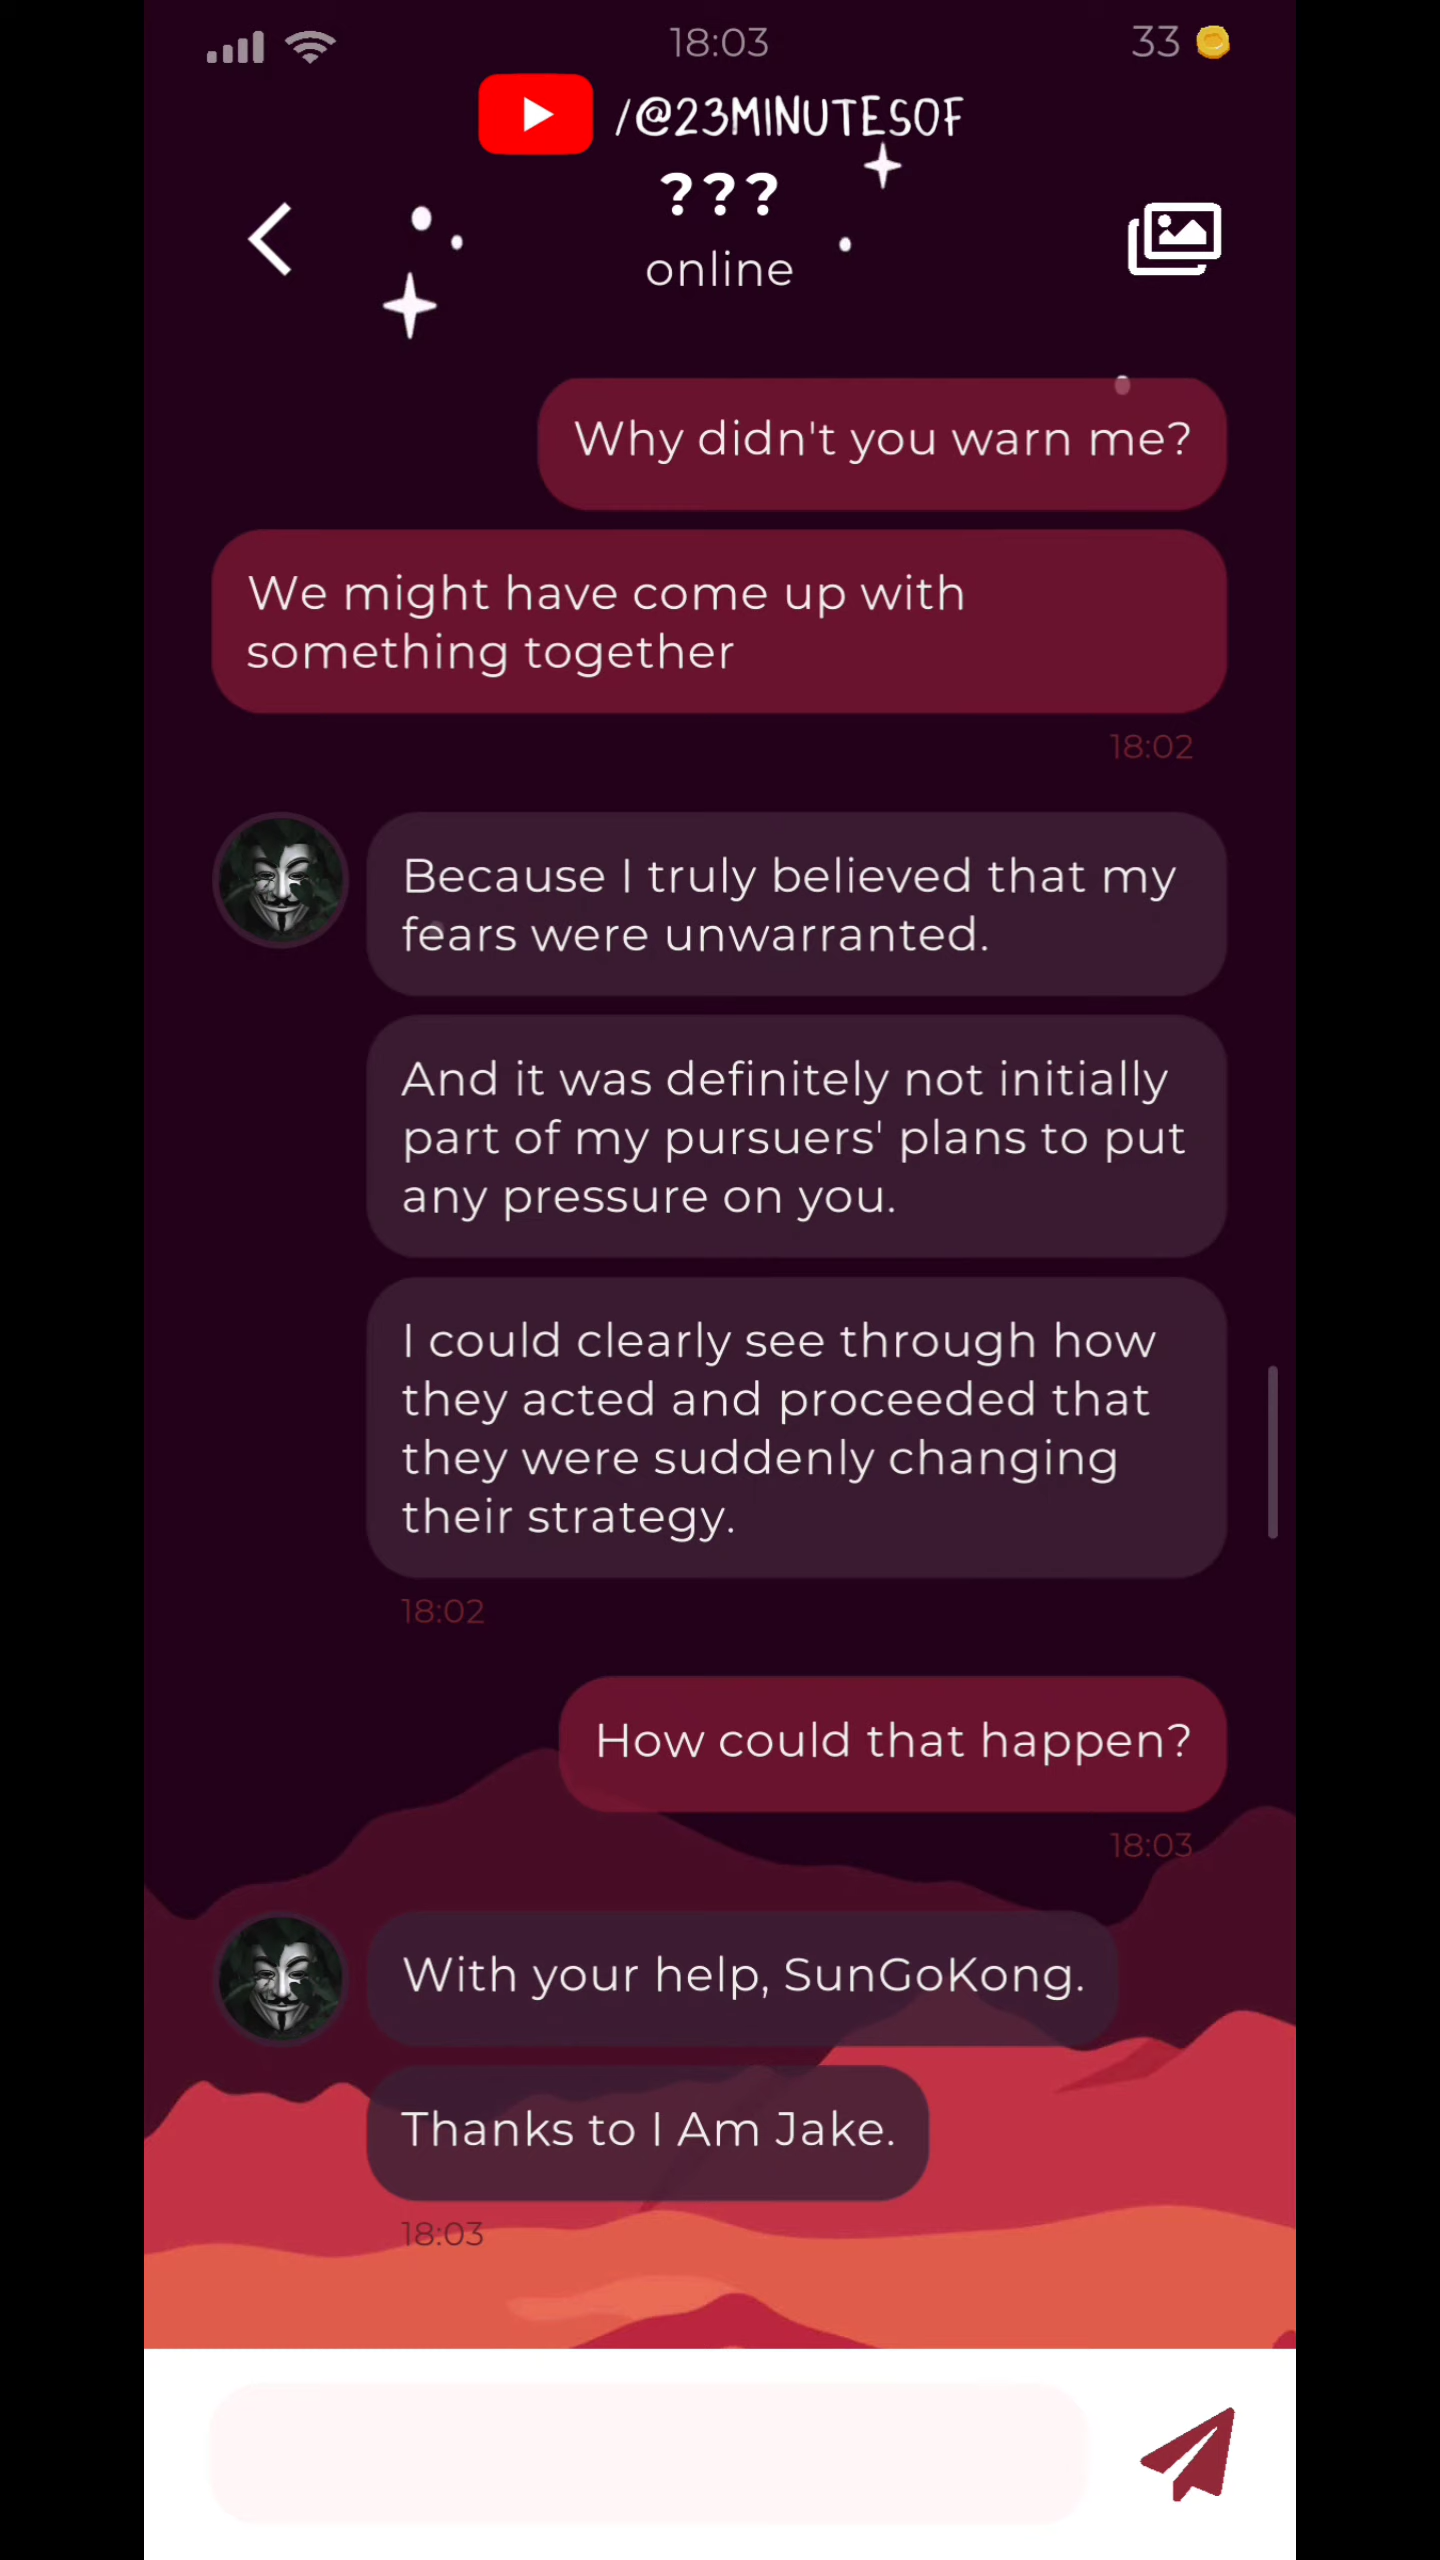 18:03
33
/@23MINUTESOF
???
online
Why didn't you warn me?
We might have come up with
something together
18:02
Because I truly believed that my
fears were unwarranted.
And it was definitely not initially
part of my pursuers' plans to put
any pressure on you.
I could clearly see through how
they acted and proceeded that
they were suddenly changing
their strategy.
18:02
How could that happen?
18:03
With your help, SunGoKong.
Thanks to I Am Jake.
18:03